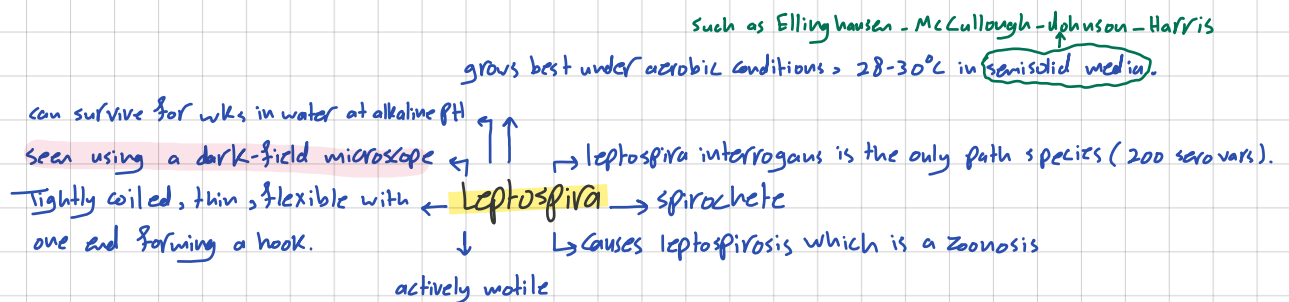 such as Ellinghausen - McCullough - Johnson - Harris
grows best under aerobic conditions, 28-30°C in semisolid media.
can survive for wks in water at alkaline PH
seen using a dark-field microscope
leptospira interrogans is the only path species (200 serovars).
Tightly coiled, thin, flexible with
Leptospira
spirochete
one end forming a hook.
causes leptospirosis which is a zoonosis
actively motile